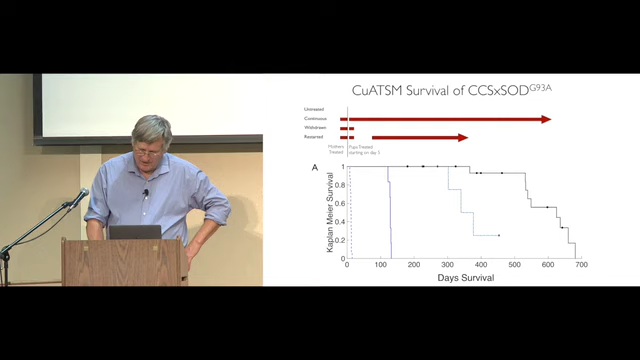 CuATSM Survival of CCSxSOD^G93A
Untreated
Continuous
Withdrawn
Restarted
Mothers
Treated
Pups Treated
starting on day 5
A
Kaplan Meier Survival
1
0.8
0.6
0.4
0.2
0
0 100 200 300 400 500 600 700
Days Survival